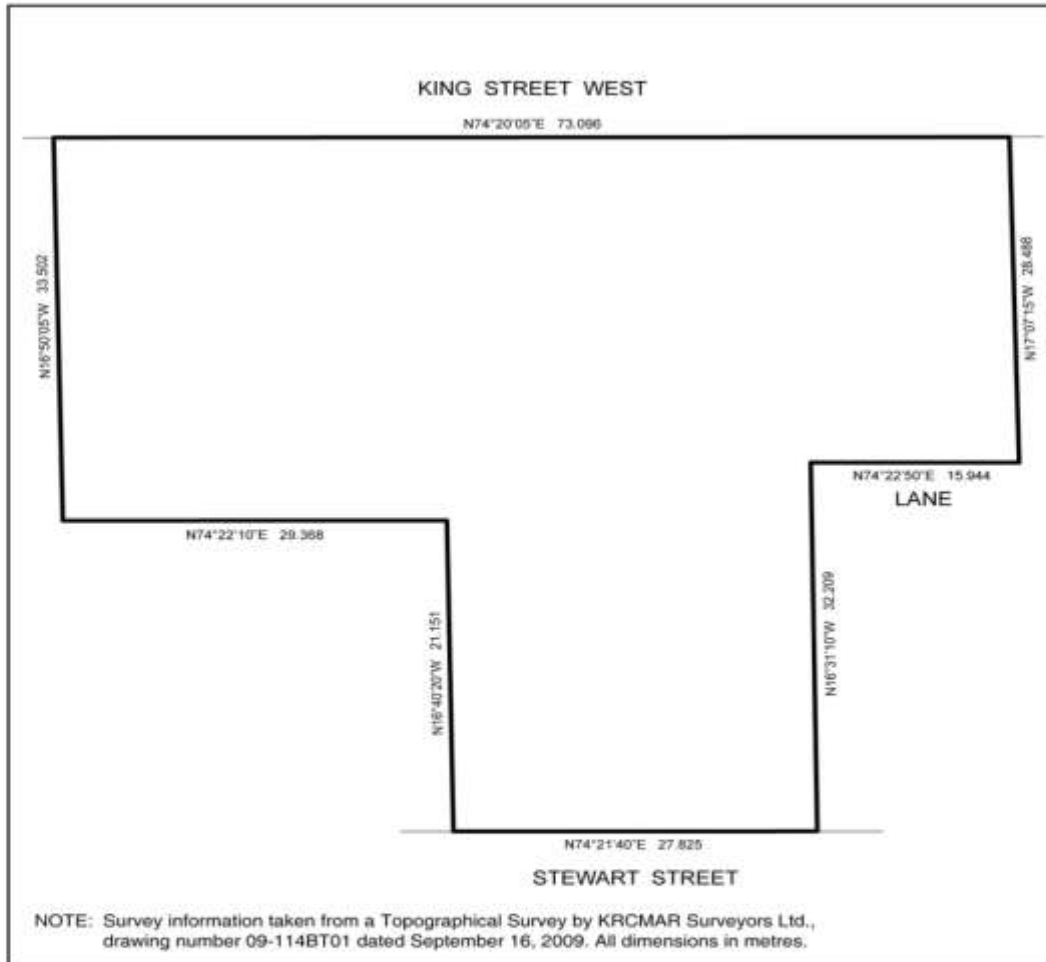 KING STREET WEST
N74°20'05"E 73.096
N16°50'05"W 33.502
N17°07'15"W 28.488
N74°22'50"E 15.944
LANE
N74°22'10"E 29.368
N16°40'20"W 21.151
N16°31'10"W 32.209
N74°21'40"E 27.825
STEWART STREET
NOTE: Survey information taken from a Topographical Survey by KRCMAR Surveyors Ltd.,
drawing number 09-114BT01 dated September 16, 2009. All dimensions in metres.